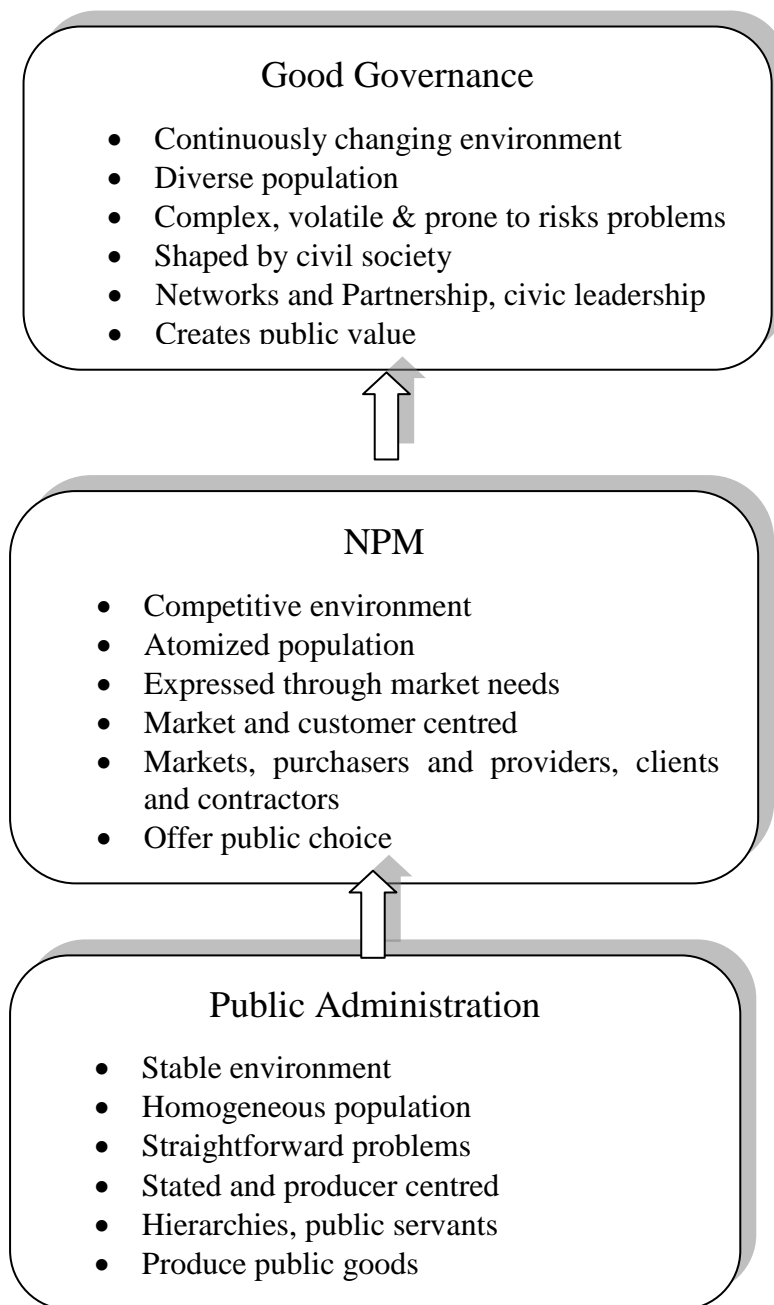 Good Governance
• Continuously changing environment
• Diverse population
• Complex, volatile & prone to risks problems
• Shaped by civil society
• Networks and Partnership, civic leadership
• Creates public value
NPM
• Competitive environment
• Atomized population
• Expressed through market needs
• Market and customer centred
• Markets, purchasers and providers, clients
and contractors
• Offer public choice
Public Administration
• Stable environment
• Homogeneous population
• Straightforward problems
• Stated and producer centred
• Hierarchies, public servants
• Produce public goods